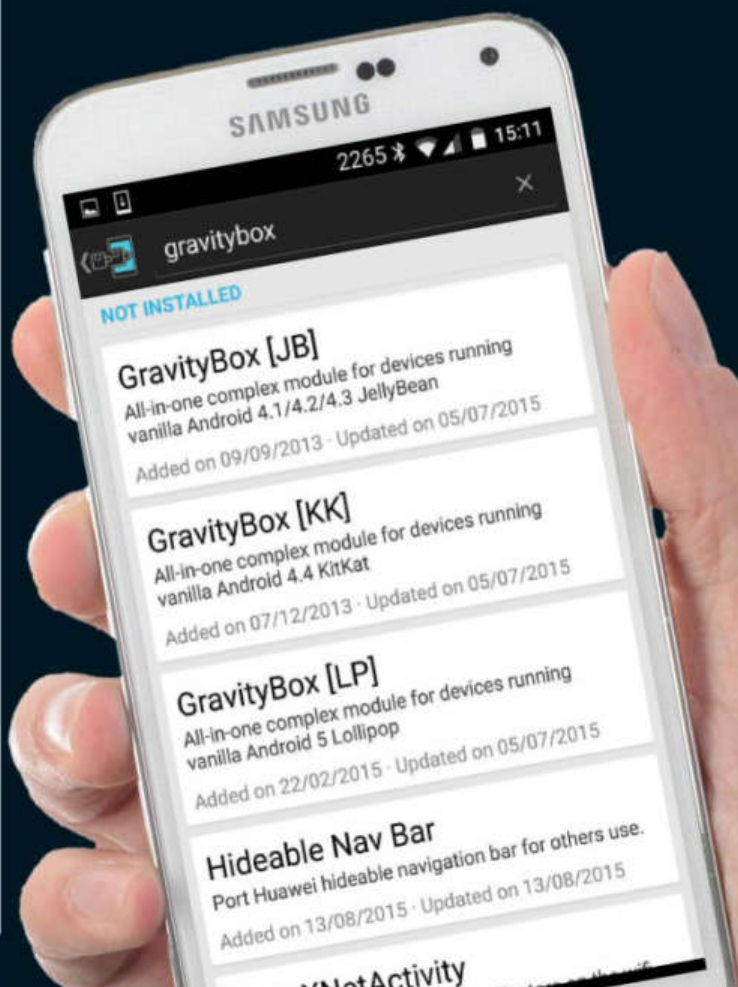 SAMSUNG
2265 15:11
gravitybox
NOT INSTALLED
GravityBox [JB]
All-in-one complex module for devices running
vanilla Android 4.1/4.2/4.3 JellyBean
Added on 09/09/2013 · Updated on 05/07/2015
GravityBox [KK]
All-in-one complex module for devices running
vanilla Android 4.4 KitKat
Added on 07/12/2013 · Updated on 05/07/2015
GravityBox [LP]
All-in-one complex module for devices running
vanilla Android 5 Lollipop
Added on 22/02/2015 · Updated on 05/07/2015
Hideable Nav Bar
Port Huawei hideable navigation bar for others use.
Added on 13/08/2015 · Updated on 13/08/2015